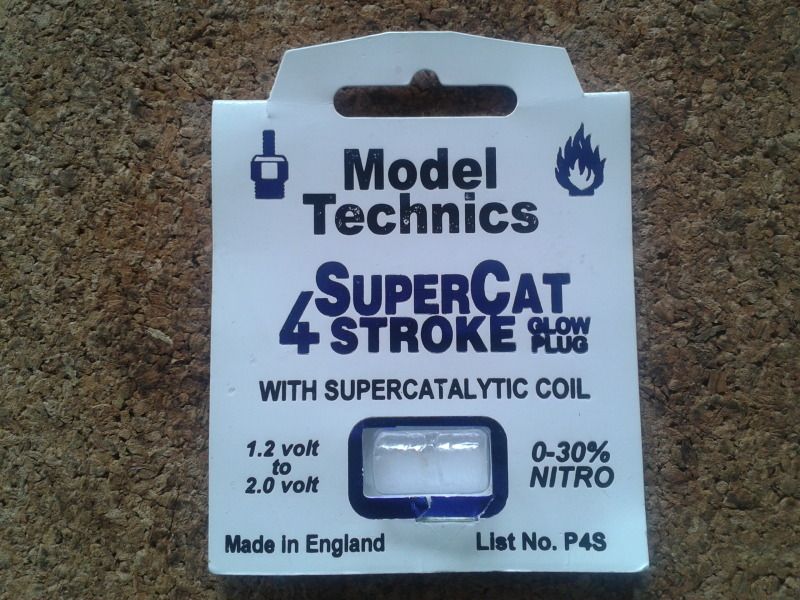 Model
Technics
SUPERCAT
4 STROKE GLOW
PLUG
WITH SUPERCATALYTIC COIL
1.2 volt
to
2.0 volt
0-30%
NITRO
Made in England
List No. P4S